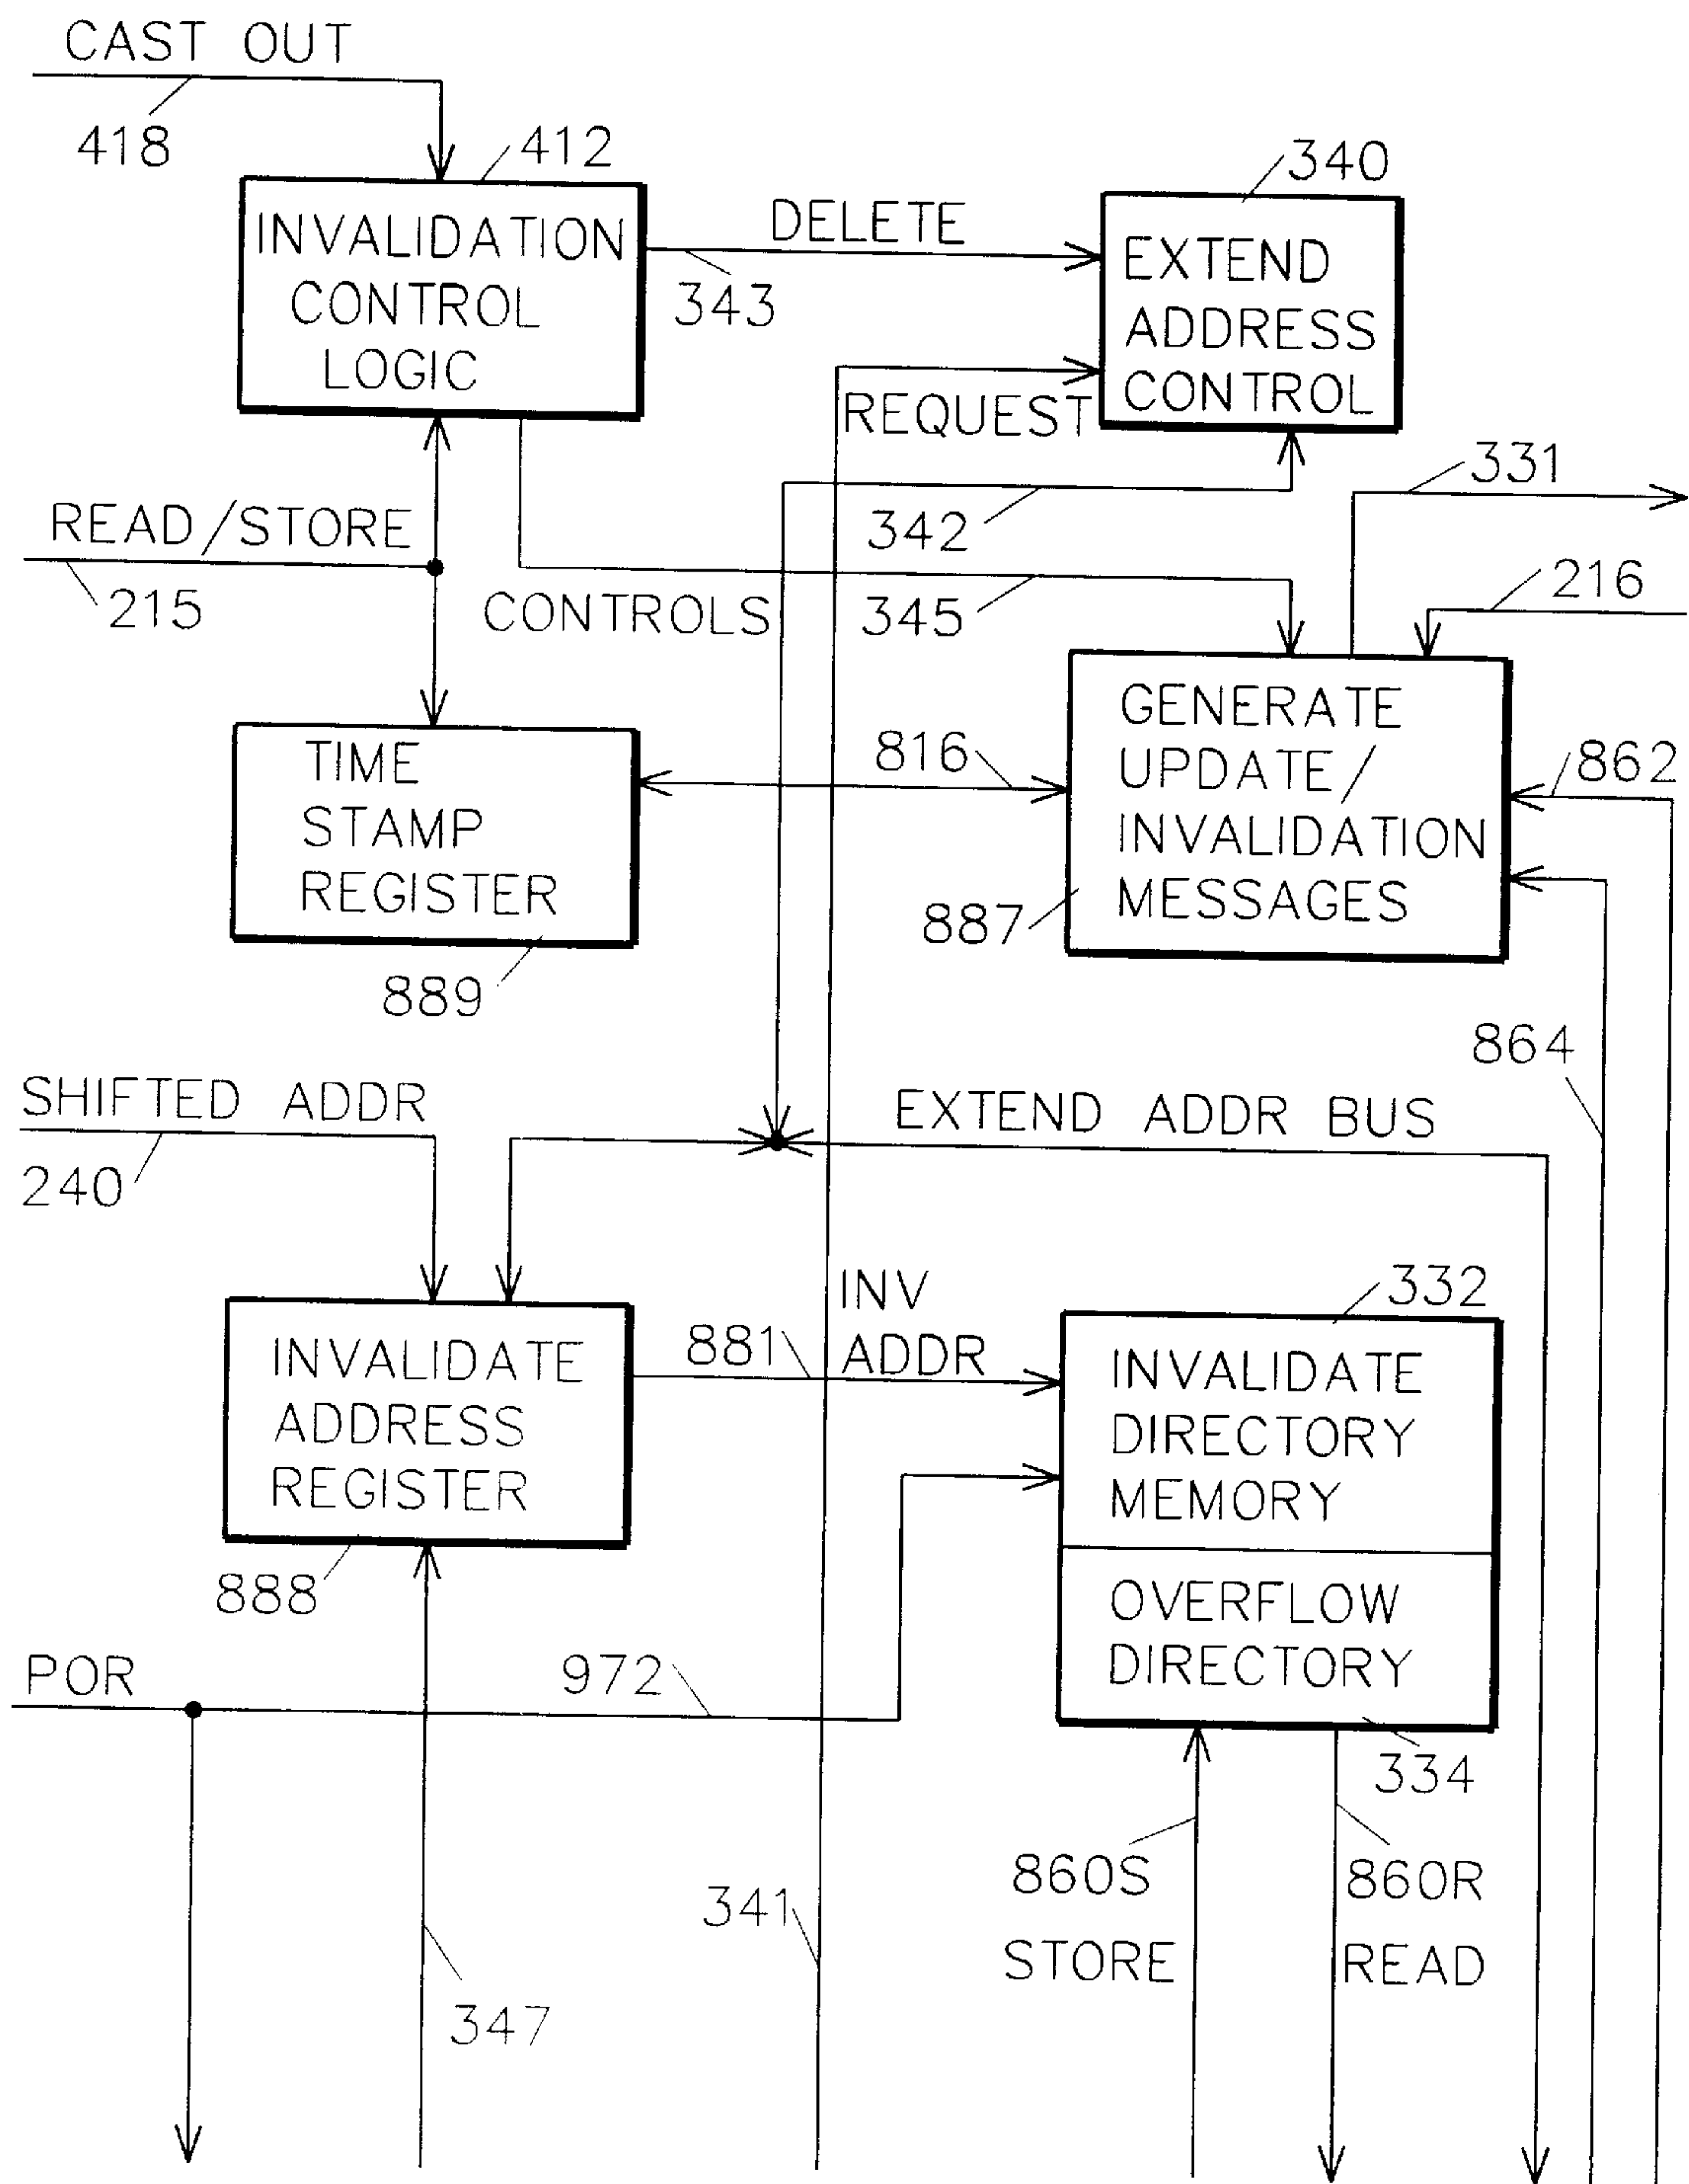 CAST OUT
418
412
INVALIDATION
CONTROL
LOGIC
DELETE
343
340
EXTEND
ADDRESS
CONTROL
REQUEST
READ/STORE
215
CONTROLS
342
345
331
216
TIME
STAMP
REGISTER
889
816
GENERATE
UPDATE/
INVALIDATION
MESSAGES
887
862
864
SHIFTED ADDR
240
EXTEND ADDR BUS
INVALIDATE
ADDRESS
REGISTER
888
881
INV
ADDR
332
INVALIDATE
DIRECTORY
MEMORY
OVERFLOW
DIRECTORY
334
POR
972
347
341
860S
STORE
860R
READ